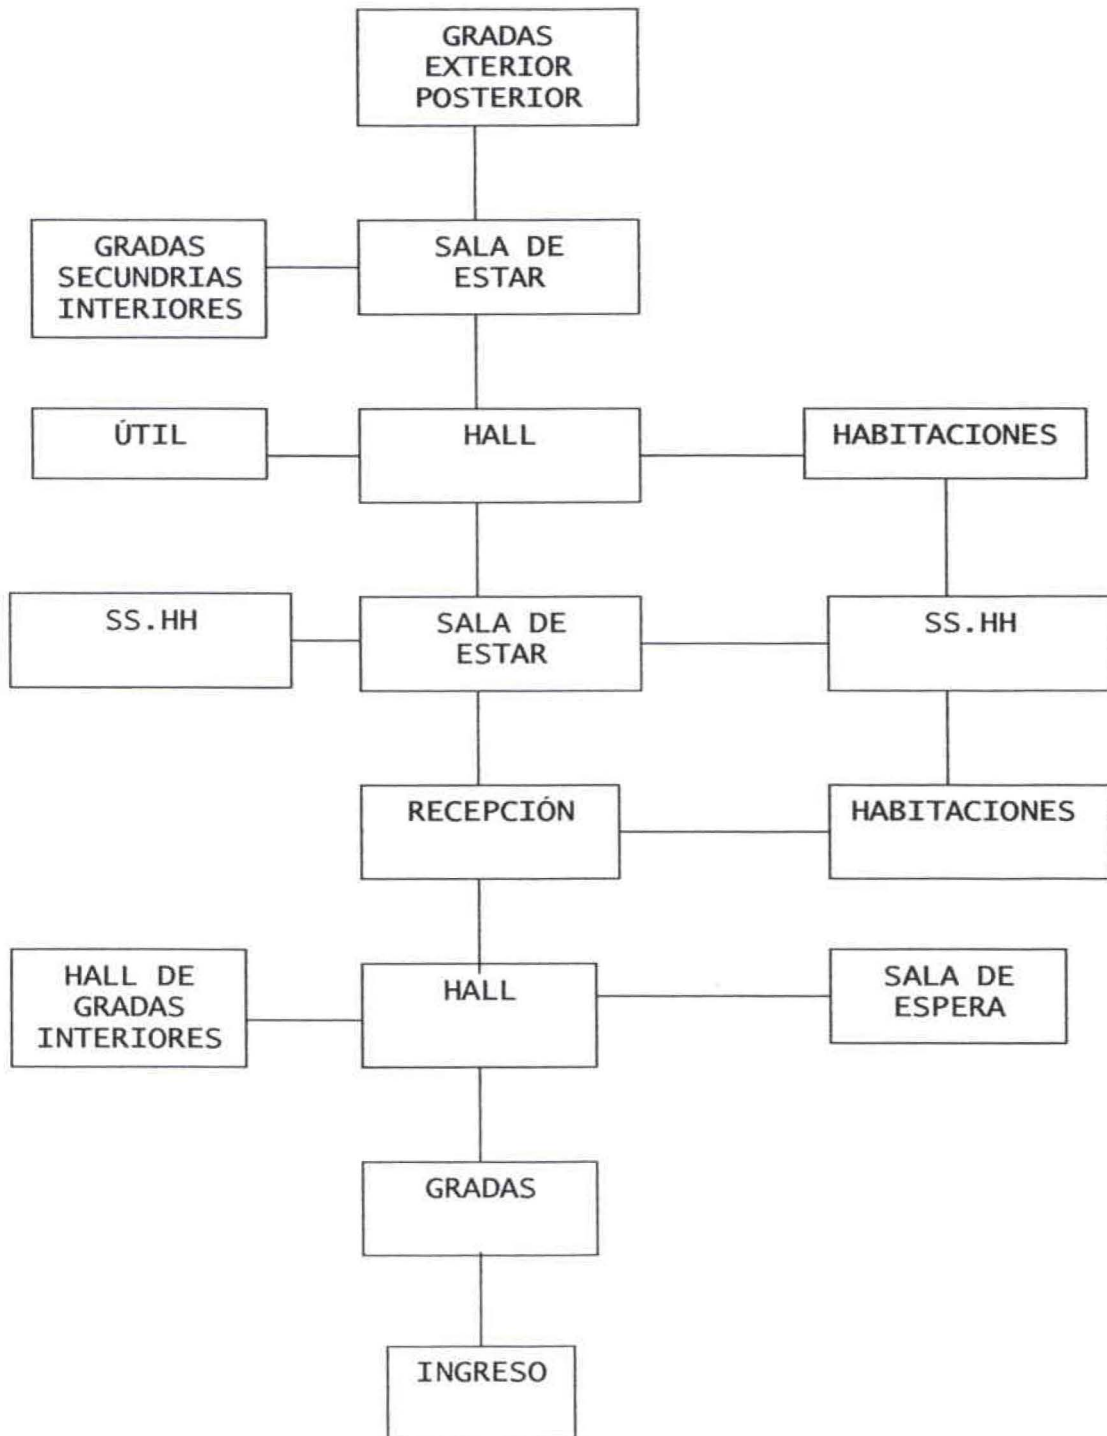 GRADAS
EXTERIOR
POSTERIOR
GRADAS
SECUNDRIAS
INTERIORES
SALA DE
ESTAR
ÚTIL
HALL
HABITACIONES
SS.HH
SALA DE
ESTAR
SS.HH
RECEPCIÓN
HABITACIONES
HALL DE
GRADAS
INTERIORES
HALL
SALA DE
ESPERA
GRADAS
INGRESO